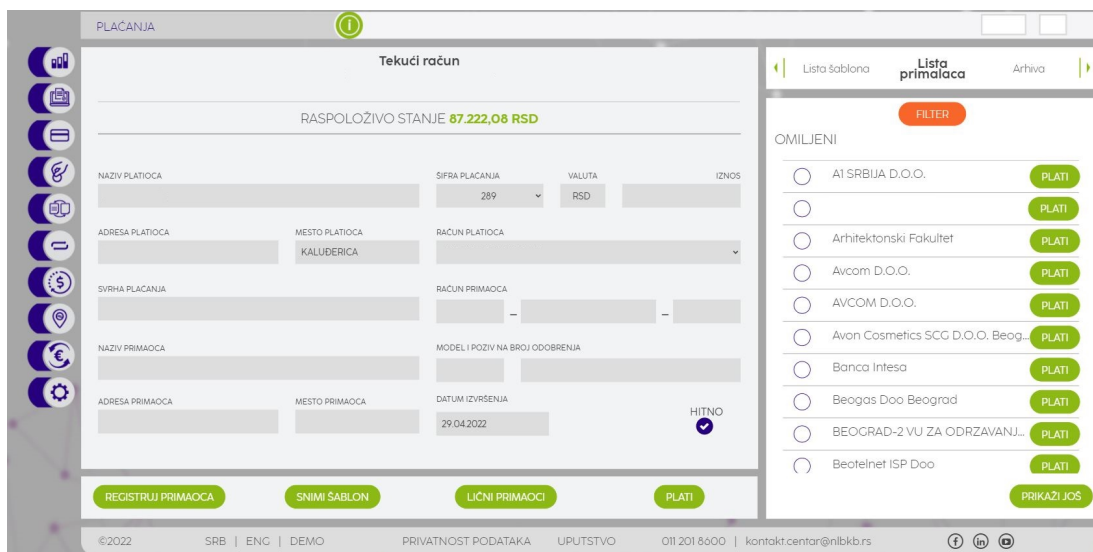 PLAĆANJA
Tekući račun
RASPOLOŽIVO STANJE 87.222,08 RSD
NAZIV PLATIOCA
ŠIFRA PLAĆANJA VALUTA IZNOS
289 RSD
ADRESA PLATIOCA MESTO PLATIOCA RAČUN PLATIOCA
KALUĐERICA
SVRHA PLAĆANJA RAČUN PRIMAOCA
– –
NAZIV PRIMAOCA MODEL I POZIV NA BROJ ODOBRENJA
ADRESA PRIMAOCA MESTO PRIMAOCA DATUM IZVRŠENJA
29.04.2022
HITNO
REGISTRUJ PRIMAOCA SNIMI ŠABLON LIČNI PRIMAOCI PLATI
Lista šablona Lista primalaca Arhiva
FILTER
OMILJENI
A1 SRBIJA D.O.O. PLATI
PLATI
Arhitektonski Fakultet PLATI
Avcom D.O.O. PLATI
AVCOM D.O.O. PLATI
Avon Cosmetics SCG D.O.O. Beog... PLATI
Banca Intesa PLATI
Beogas Doo Beograd PLATI
BEOGRAD-2 VU ZA ODRZAVANJ... PLATI
Beotelnet ISP Doo PLATI
PRIKAŽI JOŠ
©2022 SRB | ENG | DEMO PRIVATNOST PODATAKA UPUTSTVO 011 201 8600 | kontakt.centar@nlbkb.rs